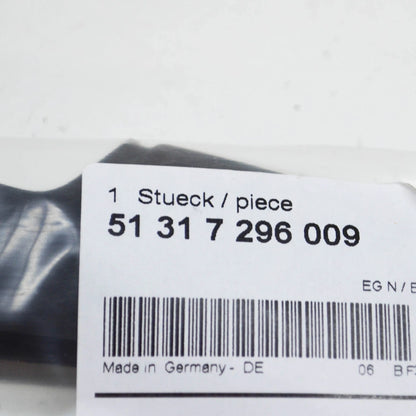 1 Stueck / piece
51 31 7 296 009
EG N / E
Made in Germany - DE 06 B F